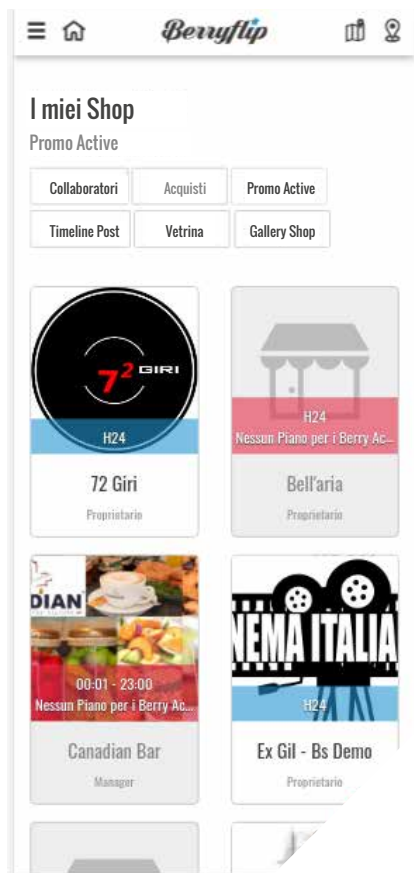 Berryflip
I miei Shop
Promo Active
Collaboratori
Acquisti
Promo Active
Timeline Post
Vetrina
Gallery Shop
7² GIRI
H24
72 Giri
Proprietario
H24
Nessun Piano per i Berry Ac...
Bell'aria
Proprietario
DIAN
00:01 - 23:00
Nessun Piano per i Berry Ac...
Canadian Bar
Manager
NEMA ITALIA
H24
Ex Gil - Bs Demo
Proprietario